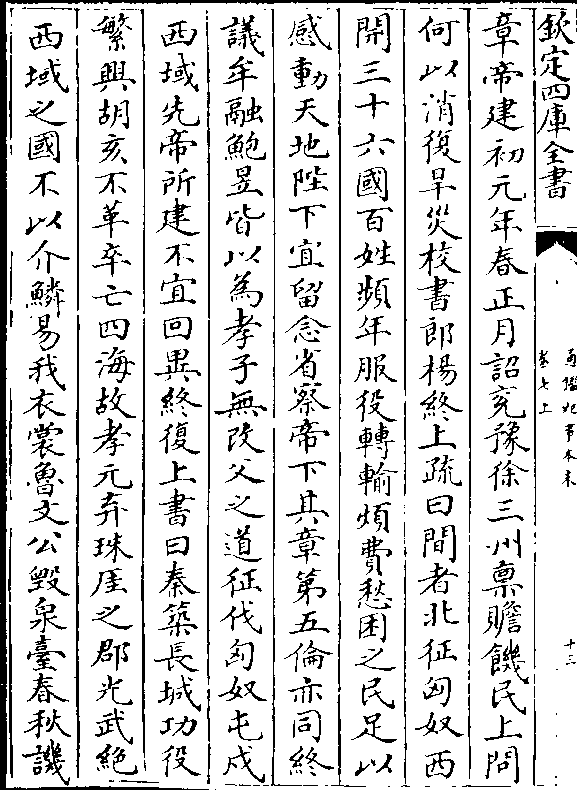 欽定四庫全書
通鑑紀事本末
卷七上
十三
章帝建初元年春正月詔兖豫徐三州稟贍饑民上問
何以消復旱災校書郎楊終上疏曰間者北征匈奴西
開三十六國百姓頻年服役轉輸煩費愁困之民足以
感動天地陛下宜留念省察帝下其章第五倫亦同終
議牟融鮑昱皆以為孝子無改父之道征伐匈奴屯戍
西域先帝所建不宜回異終復上書曰秦築長城功役
繁興胡亥不革卒亡四海故孝元弃珠厓之郡光武絕
西域之國不以介鱗易我衣裳魯文公毀泉臺春秋譏